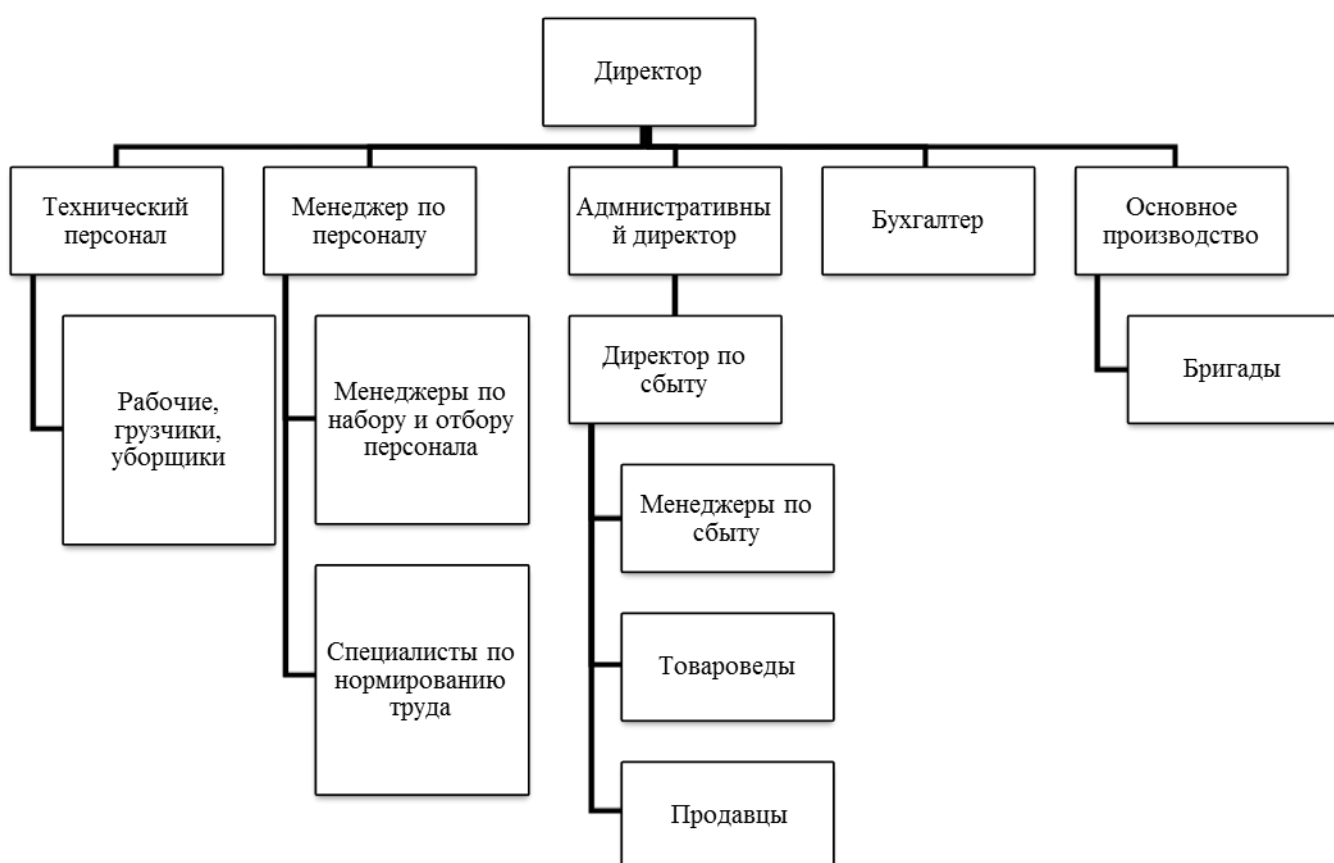 Директор
Технический
персонал
Менеджер по
персоналу
Адмнистративны
й директор
Бухгалтер
Основное
производство
Рабочие,
грузчики,
уборщики
Менеджеры по
набору и отбору
персонала
Директор по
сбыту
Бригады
Менеджеры по
сбыту
Специалисты по
нормированию
труда
Товароведы
Продавцы